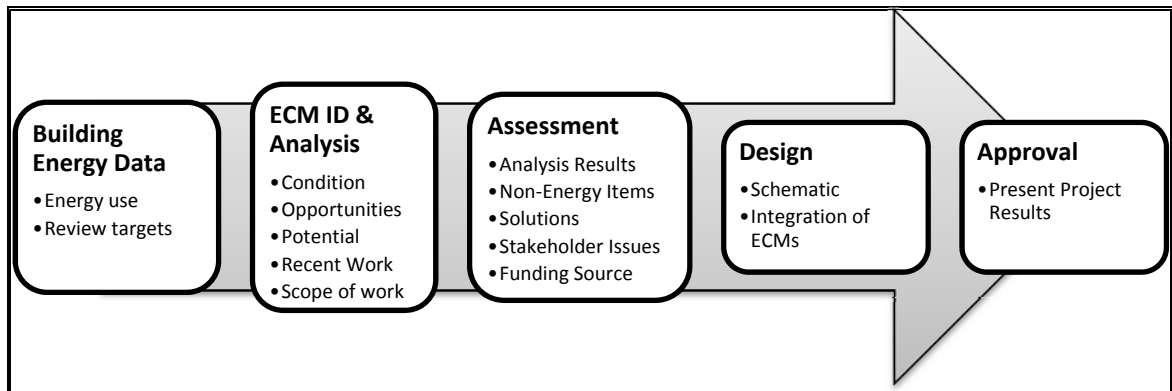 Building
Energy Data
•Energy use
•Review targets
ECM ID &
Analysis
•Condition
•Opportunities
•Potential
•Recent Work
•Scope of work
Assessment
•Analysis Results
•Non-Energy Items
•Solutions
•Stakeholder Issues
•Funding Source
Design
•Schematic
•Integration of
ECMs
Approval
•Present Project
Results